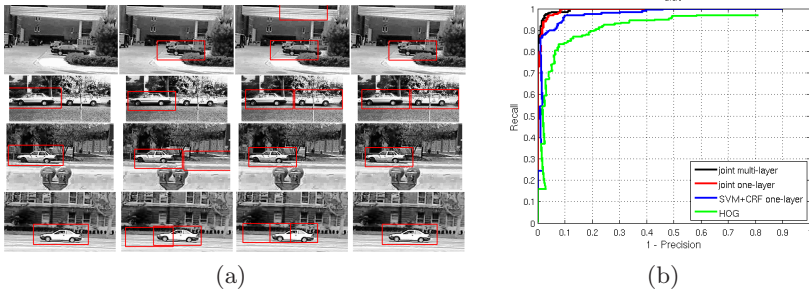 1
0.9
0.8
0.7
0.6
0.5
0.4
0.3
0.2
0.1
0
Recall
0 0.1 0.2 0.3 0.4 0.5 0.6 0.7 0.8 0.9
1 - Precision
joint multi-layer
joint one-layer
SVM+CRF one-layer
HOG
(a) (b)